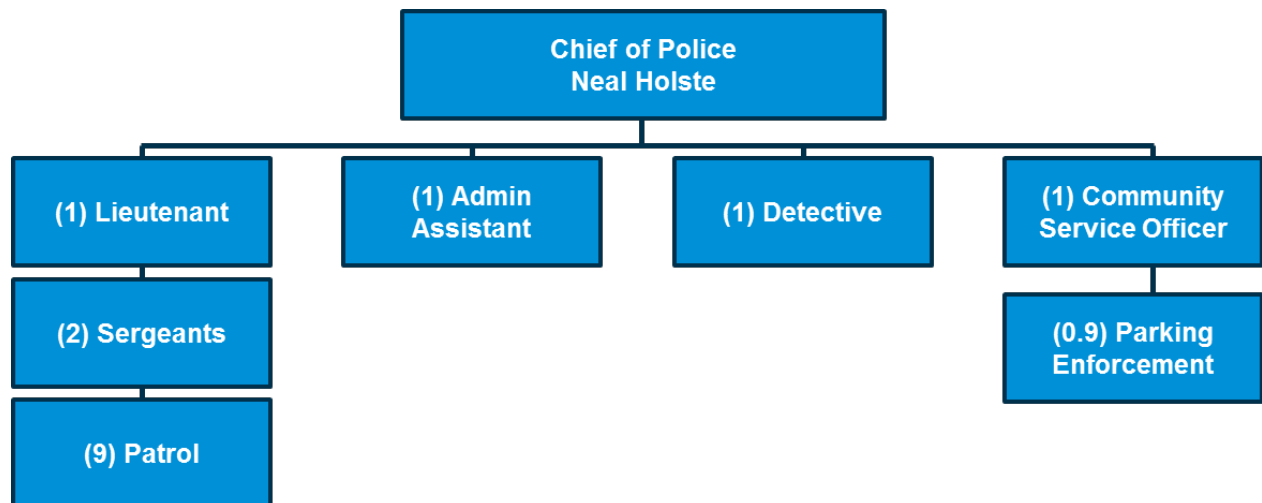 Chief of Police
Neal Holste
(1) Lieutenant
(1) Admin
Assistant
(1) Detective
(1) Community
Service Officer
(2) Sergeants
(0.9) Parking
Enforcement
(9) Patrol